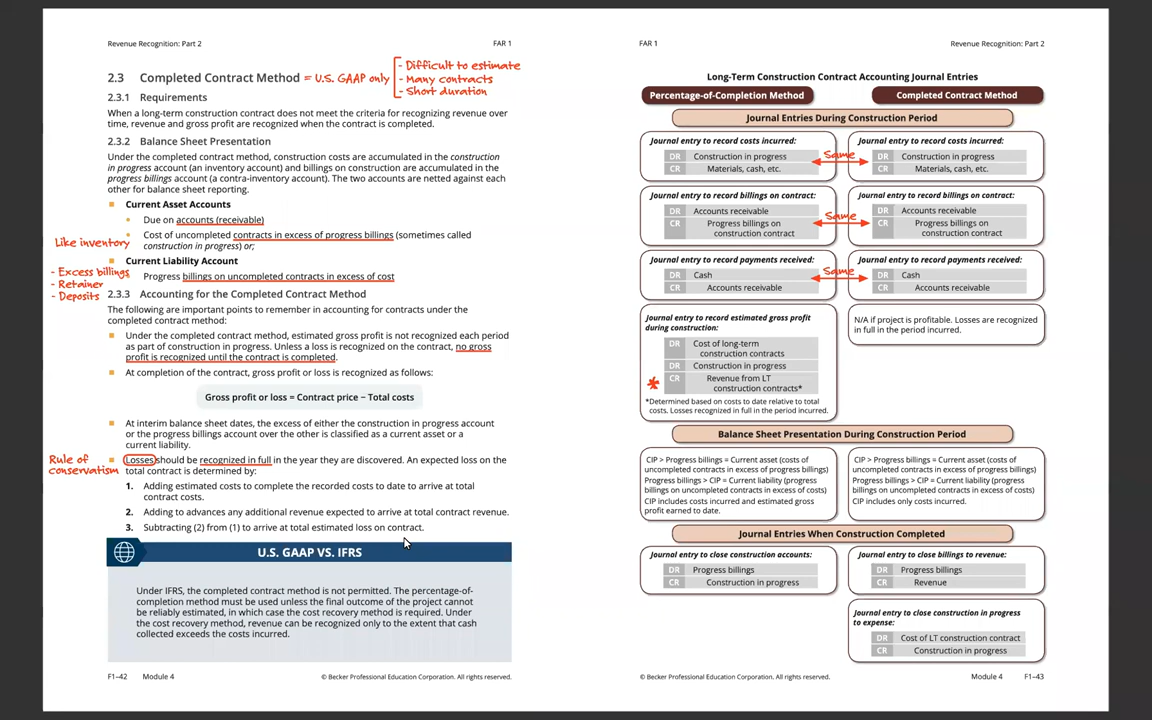 Revenue Recognition: Part 2
FAR 1
2.3 Completed Contract Method = U.S. GAAP only
- Difficult to estimate
- Many contracts
- Short duration
2.3.1 Requirements
When a long-term construction contract does not meet the criteria for recognizing revenue over
time, revenue and gross profit are recognized when the contract is completed.
2.3.2 Balance Sheet Presentation
Under the completed contract method, construction costs are accumulated in the construction
in progress account (an inventory account) and billings on construction are accumulated in the
progress billings account (a contra-inventory account). The two accounts are netted against each
other for balance sheet reporting.
Current Asset Accounts
Due on accounts (receivable)
Cost of uncompleted contracts in excess of progress billings (sometimes called
construction in progress) or;
Like inventory
Current Liability Account
Progress billings on uncompleted contracts in excess of cost
- Excess billings
- Retainer
- Deposits
2.3.3 Accounting for the Completed Contract Method
The following are important points to remember in accounting for contracts under the
completed contract method:
Under the completed contract method, estimated gross profit is not recognized each period
as part of construction in progress. Unless a loss is recognized on the contract, no gross
profit is recognized until the contract is completed.
At completion of the contract, gross profit or loss is recognized as follows:
Gross profit or loss = Contract price − Total costs
At interim balance sheet dates, the excess of either the construction in progress account
or the progress billings account over the other is classified as a current asset or a
current liability.
Rule of
conservatism
Losses should be recognized in full in the year they are discovered. An expected loss on the
total contract is determined by:
1. Adding estimated costs to complete the recorded costs to date to arrive at total
contract costs.
2. Adding to advances any additional revenue expected to arrive at total contract revenue.
3. Subtracting (2) from (1) to arrive at total estimated loss on contract.
U.S. GAAP VS. IFRS
Under IFRS, the completed contract method is not permitted. The percentage-of-
completion method must be used unless the final outcome of the project cannot
be reliably estimated, in which case the cost recovery method is required. Under
the cost recovery method, revenue can be recognized only to the extent that cash
collected exceeds the costs incurred.
F1–42 Module 4
© Becker Professional Education Corporation. All rights reserved.
FAR 1
Revenue Recognition: Part 2
Long-Term Construction Contract Accounting Journal Entries
Percentage-of-Completion Method
Completed Contract Method
Journal Entries During Construction Period
Journal entry to record costs incurred:
DR Construction in progress
CR Materials, cash, etc.
Same
Journal entry to record costs incurred:
DR Construction in progress
CR Materials, cash, etc.
Journal entry to record billings on contract:
DR Accounts receivable
CR Progress billings on
construction contract
Same
Journal entry to record billings on contract:
DR Accounts receivable
CR Progress billings on
construction contract
Journal entry to record payments received:
DR Cash
CR Accounts receivable
Same
Journal entry to record payments received:
DR Cash
CR Accounts receivable
Journal entry to record estimated gross profit
during construction:
DR Cost of long-term
construction contracts
DR Construction in progress
* CR Revenue from LT
construction contracts*
*Determined based on costs to date relative to total
costs. Losses recognized in full in the period incurred.
N/A if project is profitable. Losses are recognized
in full in the period incurred.
Balance Sheet Presentation During Construction Period
CIP > Progress billings = Current asset (costs of
uncompleted contracts in excess of progress billings)
Progress billings > CIP = Current liability (progress
billings on uncompleted contracts in excess of costs)
CIP includes costs incurred and estimated gross
profit earned to date.
CIP > Progress billings = Current asset (costs of
uncompleted contracts in excess of progress billings)
Progress billings > CIP = Current liability (progress
billings on uncompleted contracts in excess of costs)
CIP includes only costs incurred.
Journal Entries When Construction Completed
Journal entry to close construction accounts:
DR Progress billings
CR Construction in progress
Journal entry to close billings to revenue:
DR Progress billings
CR Revenue
Journal entry to close construction in progress
to expense:
DR Cost of LT construction contract
CR Construction in progress
© Becker Professional Education Corporation. All rights reserved.
Module 4 F1–43